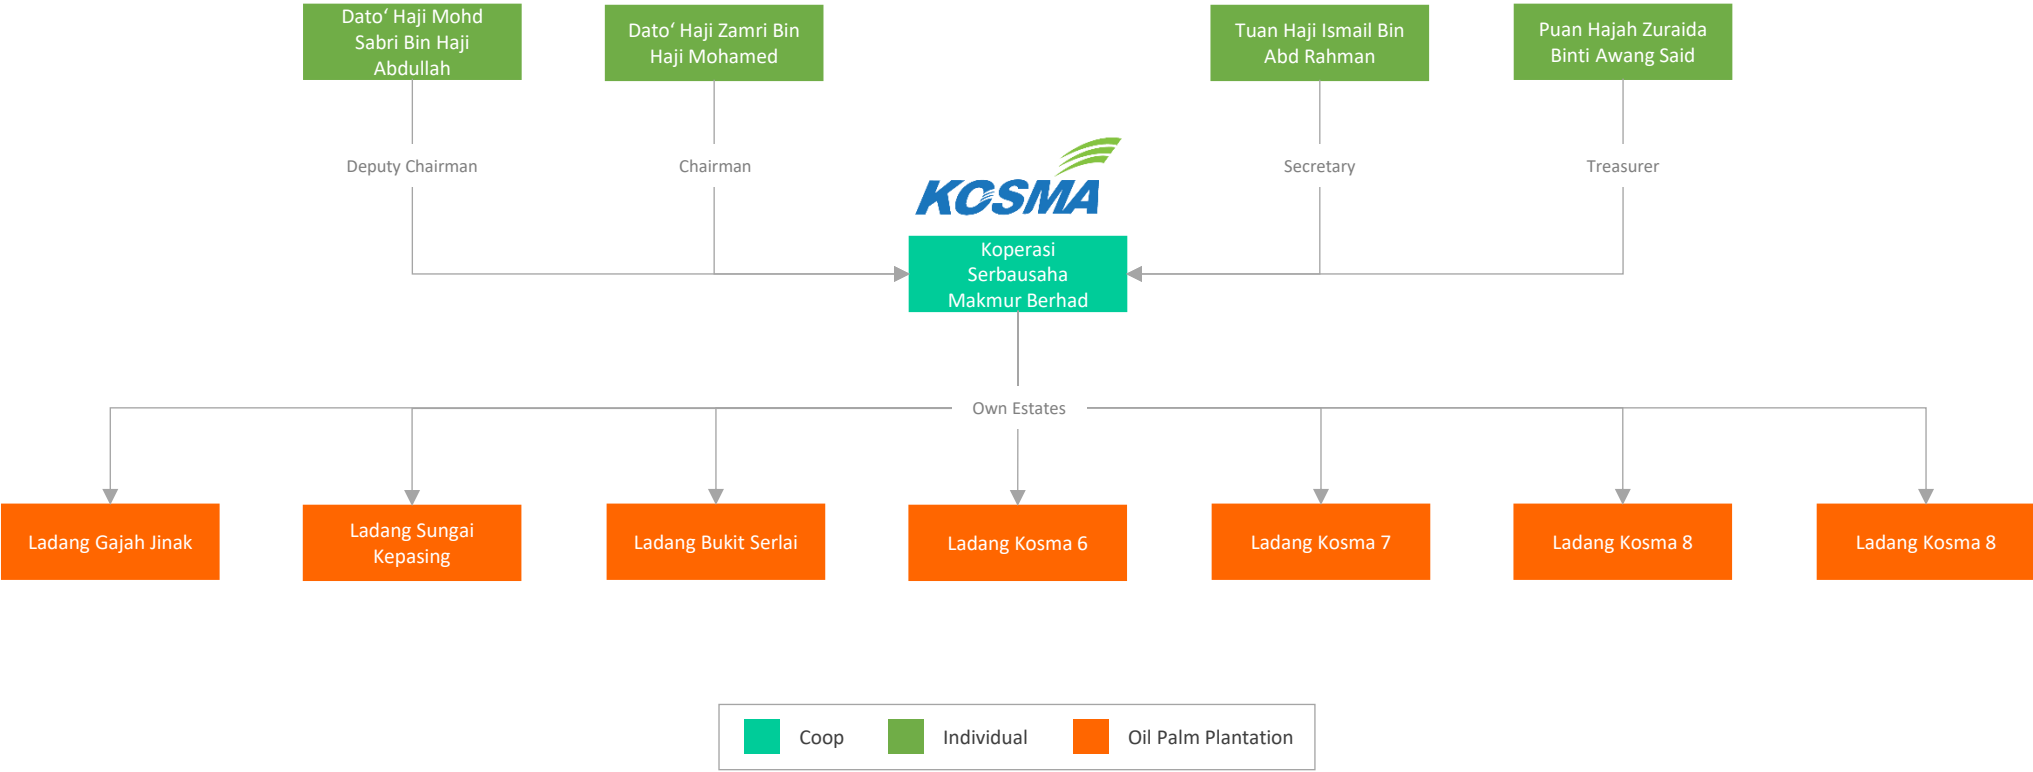 Dato‘ Haji Mohd
Sabri Bin Haji
Abdullah
Dato‘ Haji Zamri Bin
Haji Mohamed
Tuan Haji Ismail Bin
Abd Rahman
Puan Hajah Zuraida
Binti Awang Said
Deputy Chairman
Chairman
Secretary
Treasurer
KOSMA
Koperasi
Serbausaha
Makmur Berhad
Own Estates
Ladang Gajah Jinak
Ladang Sungai
Kepasing
Ladang Bukit Serlai
Ladang Kosma 6
Ladang Kosma 7
Ladang Kosma 8
Ladang Kosma 8
Coop
Individual
Oil Palm Plantation